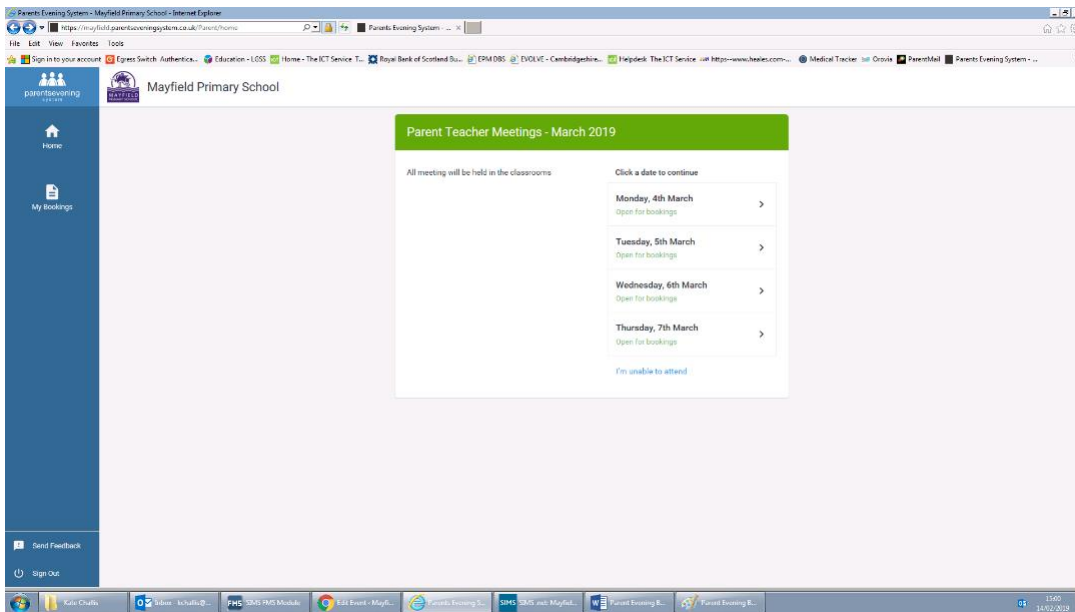 Parents Evening System - Mayfield Primary School - Internet Explorer
https://mayfield.parentseveningsystem.co.uk/Parent/home
Parents Evening System - ...
File Edit View Favorites Tools
Sign in to your account Egress Switch Authentica... Education - LGSS Home - The ICT Service T... Royal Bank of Scotland Bu... EPM DBS EVOLVE - Cambridgeshire... Helpdesk The ICT Service https--www.heales.com-... Medical Tracker Orovia ParentMail Parents Evening System - ...
parentsevening
system
MAYFIELD
Mayfield Primary School
Home
My Bookings
Parent Teacher Meetings - March 2019
All meeting will be held in the classrooms
Click a date to continue
Monday, 4th March
Open for bookings
Tuesday, 5th March
Open for bookings
Wednesday, 6th March
Open for bookings
Thursday, 7th March
Open for bookings
I'm unable to attend
Send Feedback
Sign Out
Kate Challis
Inbox - kchallis@...
FMS SIMS FMS Module
Edit Event - Mayfi...
Parents Evening S...
SIMS SIMS .net: Mayfiel...
Parent Evening B...
Parent Evening B...
15:00
14/02/2019